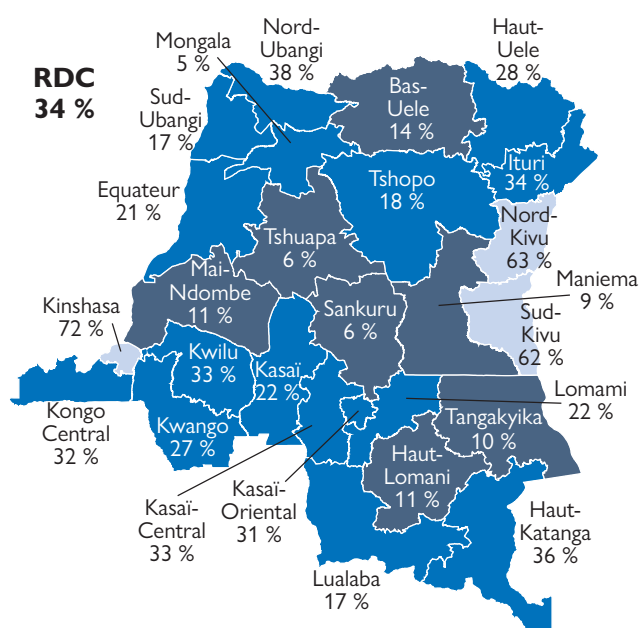 RDC
34 %
Mongala
5 %
Nord-
Ubangi
38 %
Haut-
Uele
28 %
Sud-
Ubangi
17 %
Bas-
Uele
14 %
Ituri
34 %
Equateur
21 %
Tshopo
18 %
Nord-
Kivu
63 %
Tshuapa
6 %
Mai-
Ndombe
11 %
Maniema
9 %
Kinshasa
72 %
Sankuru
6 %
Sud-
Kivu
62 %
Kwilu
33 %
Kasaï
22 %
Lomami
22 %
Kongo
Central
32 %
Kwango
27 %
Tangakyika
10 %
Haut-
Lomani
11 %
Kasaï-
Central
33 %
Kasaï-
Oriental
31 %
Haut-
Katanga
36 %
Lualaba
17 %